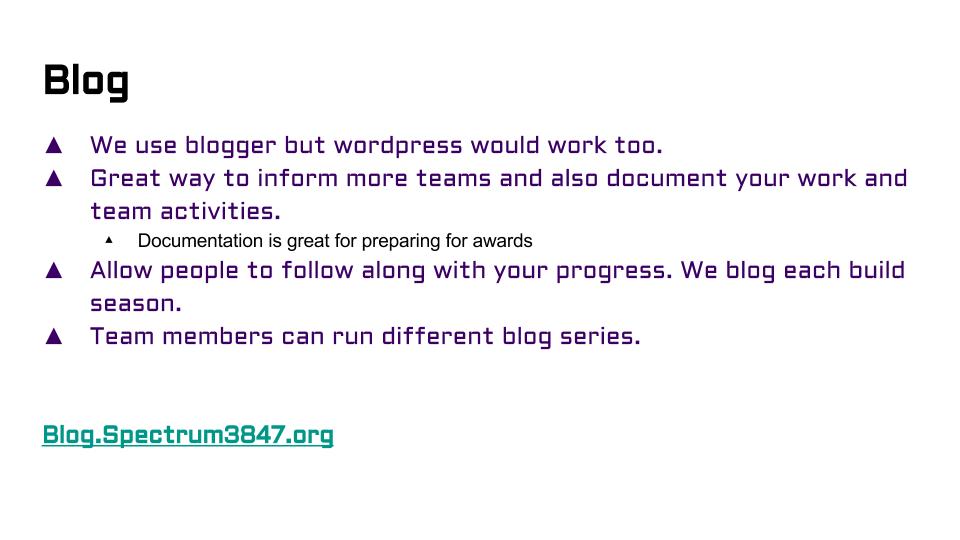 Blog
▲ We use blogger but wordpress would work too.
▲ Great way to inform more teams and also document your work and
team activities.
▲ Documentation is great for preparing for awards
▲ Allow people to follow along with your progress. We blog each build
season.
▲ Team members can run different blog series.
Blog.Spectrum3847.org